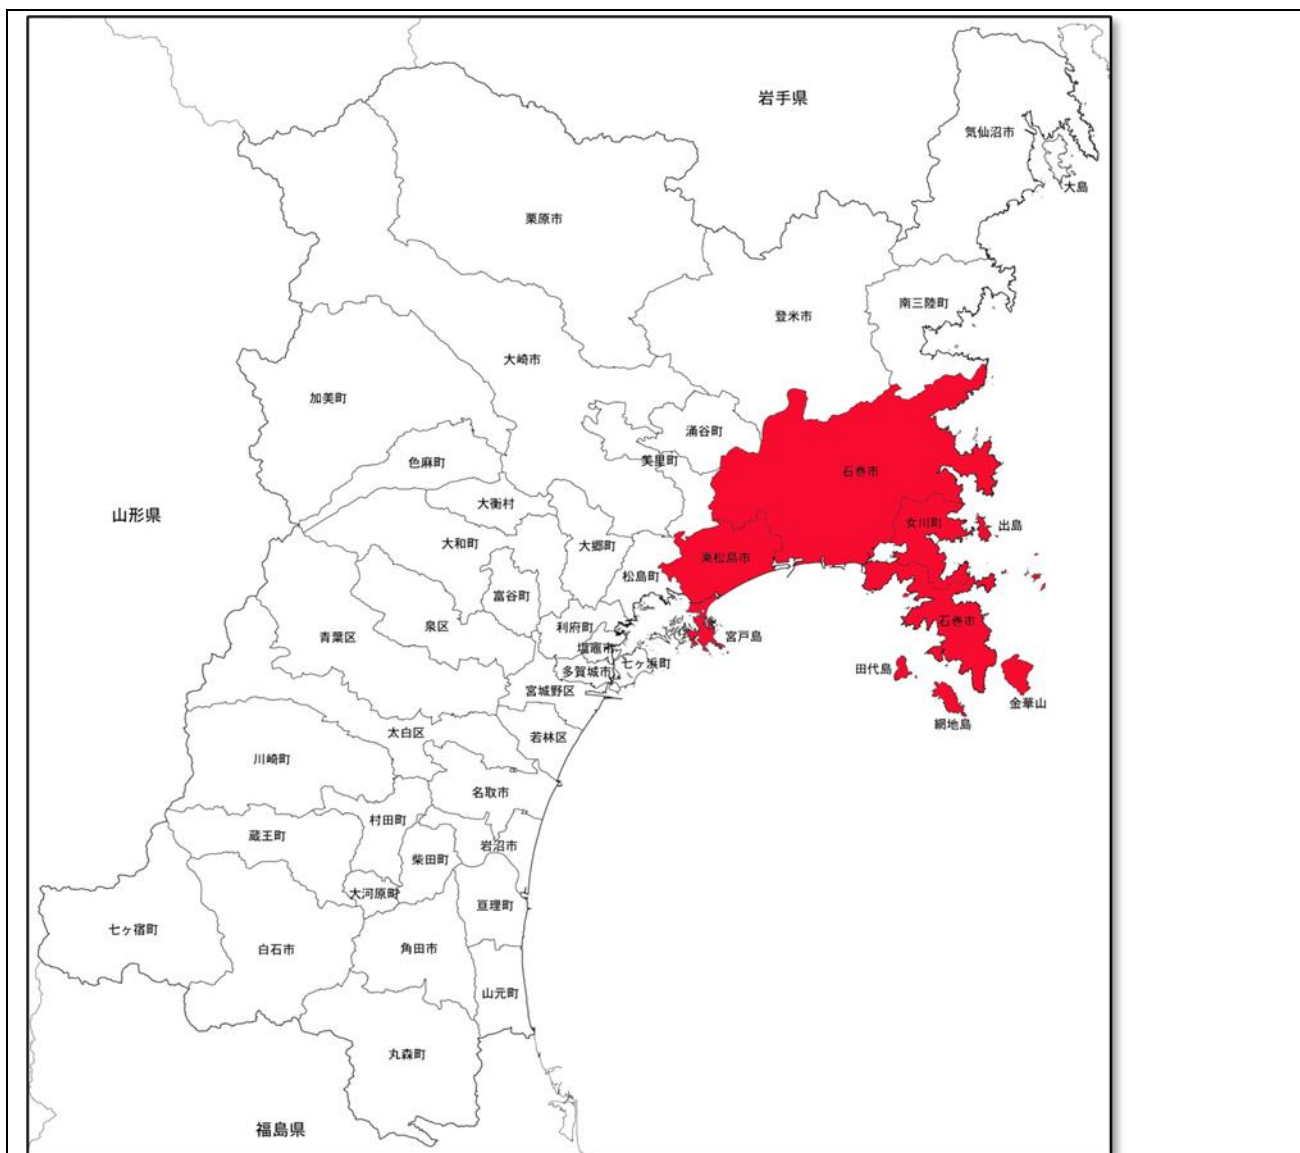 岩手県
気仙沼市
大島
栗原市
南三陸町
登米市
大崎市
加美町
涌谷町
色麻町
美里町
石巻市
大衡村
山形県
女川町
出島
大和町
大郷町
東松島市
松島町
富谷町
石巻市
泉区
利府町
青葉区
宮戸島
塩竈市
七ヶ浜町
田代島
多賀城市
宮城野区
金華山
網地島
太白区
若林区
川崎町
名取市
村田町
蔵王町
岩沼市
柴田町
大河原町
亘理町
七ヶ宿町
白石市
角田市
山元町
丸森町
福島県